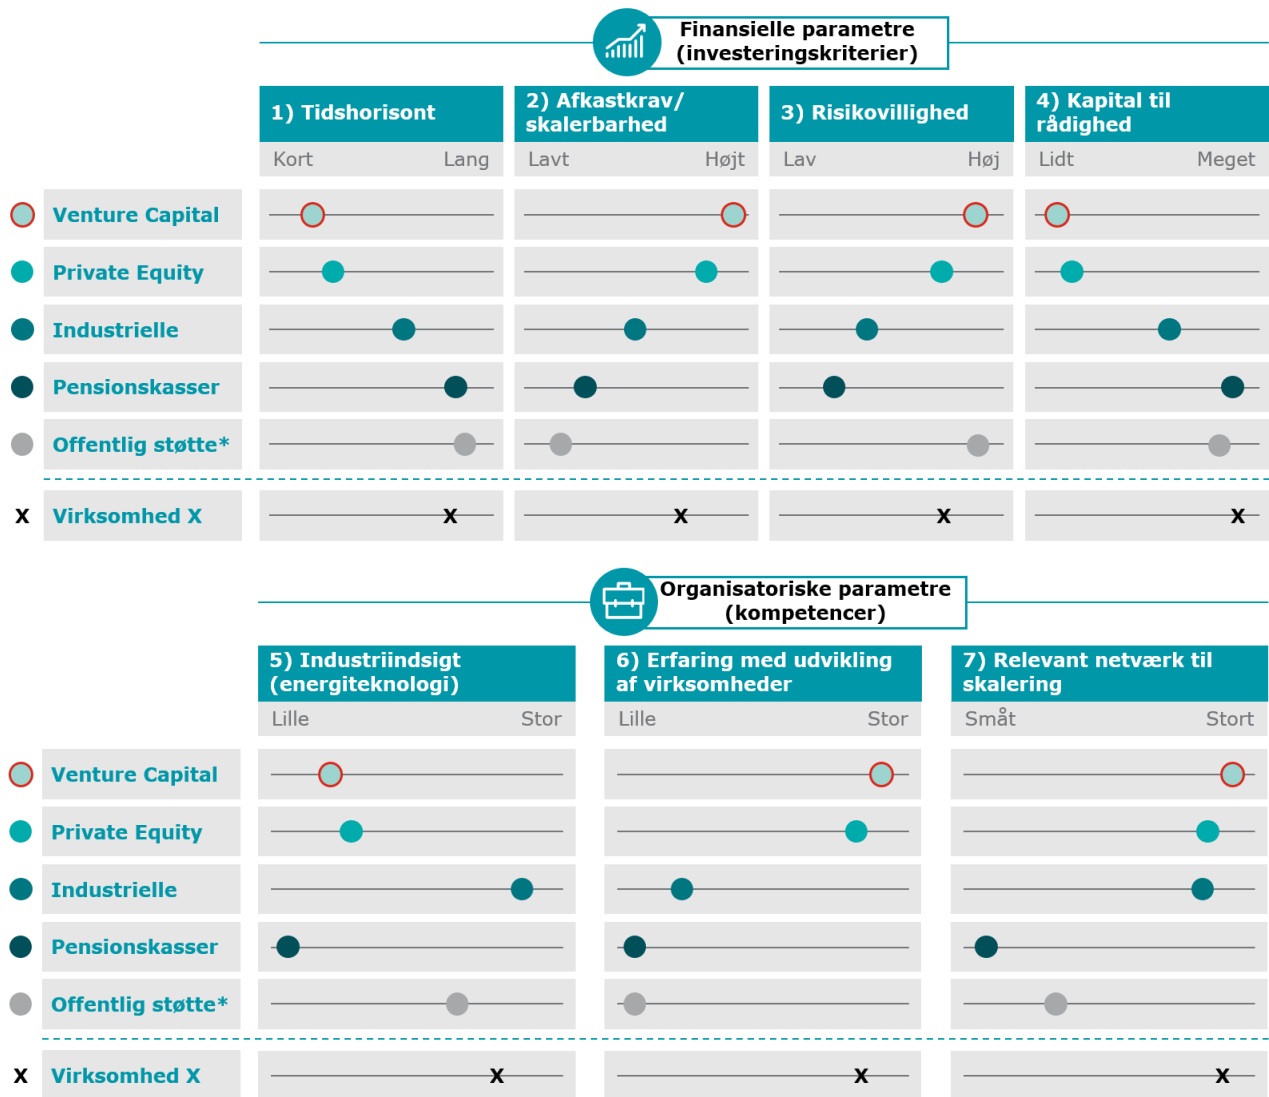 Finansielle parametre
(investeringskriterier)
1) Tidshorisont
2) Afkastkrav/
skalerbarhed
3) Risikovillighed
4) Kapital til
rådighed
Kort Lang
Lavt Højt
Lav Høj
Lidt Meget
Venture Capital
Private Equity
Industrielle
Pensionskasser
Offentlig støtte*
X Virksomhed X X X X X
Organisatoriske parametre
(kompetencer)
5) Industriindsigt
(energiteknologi)
6) Erfaring med udvikling
af virksomheder
7) Relevant netværk til
skalering
Lille Stor
Lille Stor
Småt Stort
Venture Capital
Private Equity
Industrielle
Pensionskasser
Offentlig støtte*
X Virksomhed X X X X